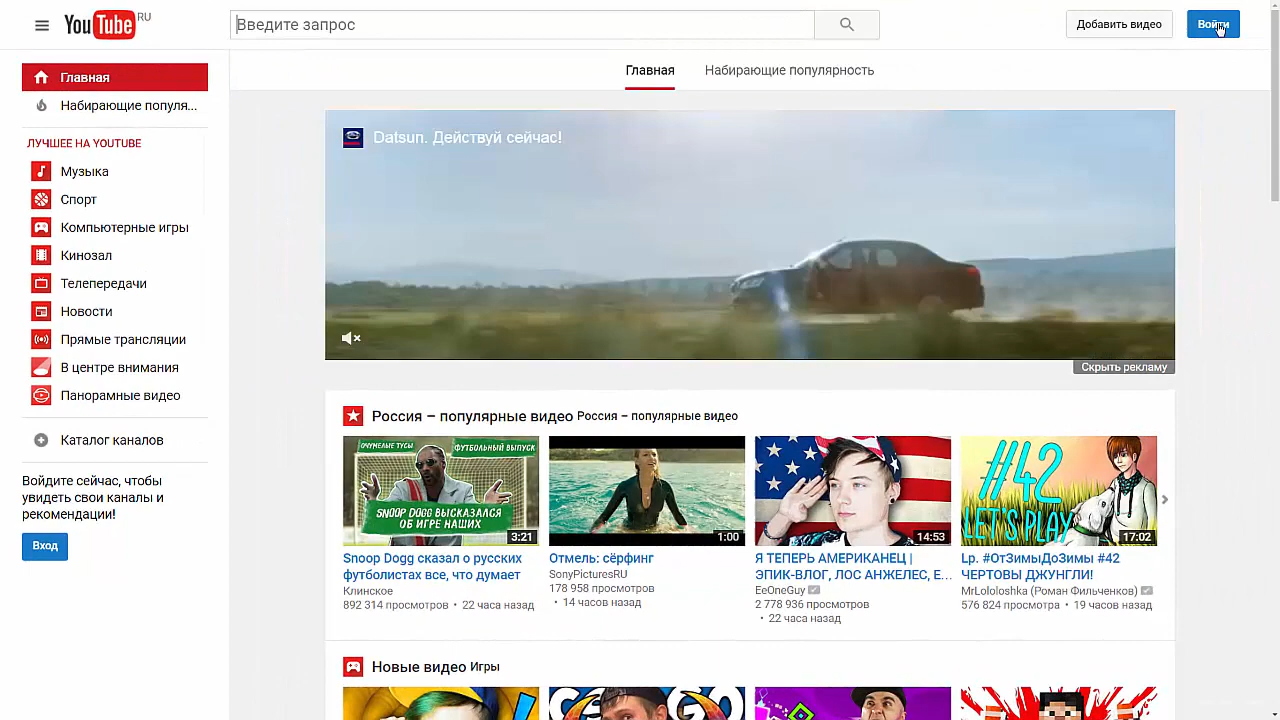 YouTube RU
Введите запрос
Добавить видео
Войти
Главная
Набирающие популя...
ЛУЧШЕЕ НА YOUTUBE
Музыка
Спорт
Компьютерные игры
Кинозал
Телепередачи
Новости
Прямые трансляции
В центре внимания
Панорамные видео
Каталог каналов
Войдите сейчас, чтобы
увидеть свои каналы и
рекомендации!
Вход
Главная
Набирающие популярность
Datsun. Действуй сейчас!
Скрыть рекламу
Россия – популярные видео Россия – популярные видео
ОЧУМЕЛЫЕ ТУСЫ
ФУТБОЛЬНЫЙ ВЫПУСК
SNOOP DOGG ВЫСКАЗАЛСЯ
ОБ ИГРЕ НАШИХ
3:21
Snoop Dogg сказал о русских
футболистах все, что думает
Клинское
892 314 просмотров • 22 часа назад
1:00
Отмель: сёрфинг
SonyPicturesRU
178 958 просмотров
• 14 часов назад
14:53
Я ТЕПЕРЬ АМЕРИКАНЕЦ |
ЭПИК-ВЛОГ, ЛОС АНЖЕЛЕС, Е...
EeOneGuy
2 778 936 просмотров
• 22 часа назад
#42
LET'S PLAY
17:02
Lp. #ОтЗимыДоЗимы #42
ЧЕРТОВЫ ДЖУНГЛИ!
MrLololoshka (Роман Фильченков)
576 824 просмотра • 19 часов назад
Новые видео Игры